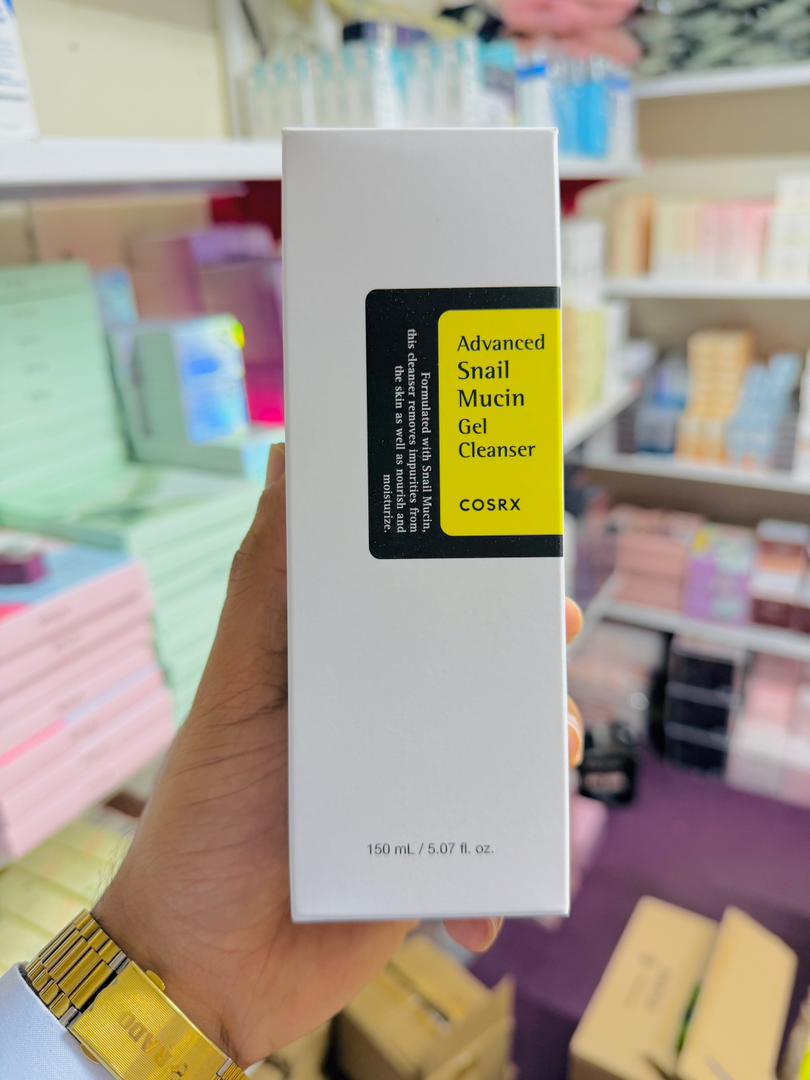 Advanced
Snail
Mucin
Gel
Cleanser
COSRX
Formulated with Snail Mucin,
this cleanser removes impurities from
the skin as well as nourish and
moisturize.
150 mL / 5.07 fl. oz.
RADO